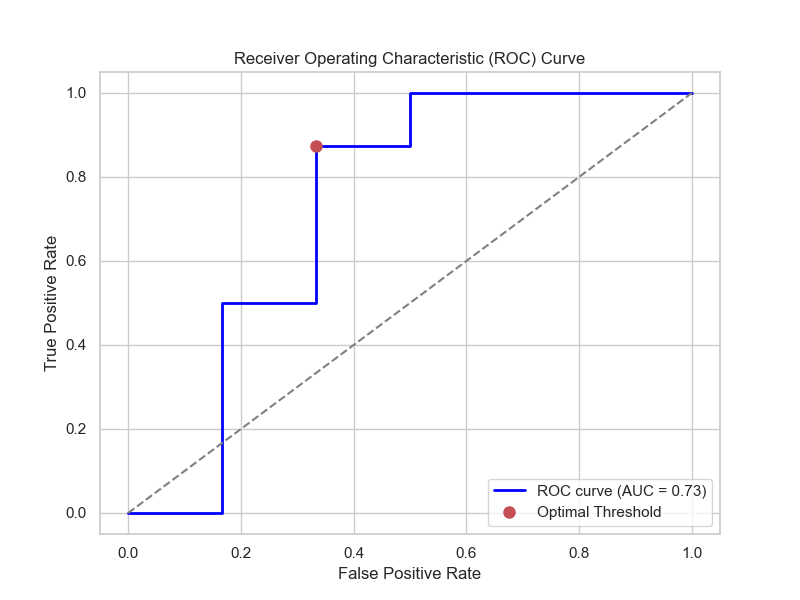 Receiver Operating Characteristic (ROC) Curve
1.0
0.8
0.6
0.4
0.2
0.0
True Positive Rate
0.0 0.2 0.4 0.6 0.8 1.0
False Positive Rate
ROC curve (AUC = 0.73)
Optimal Threshold